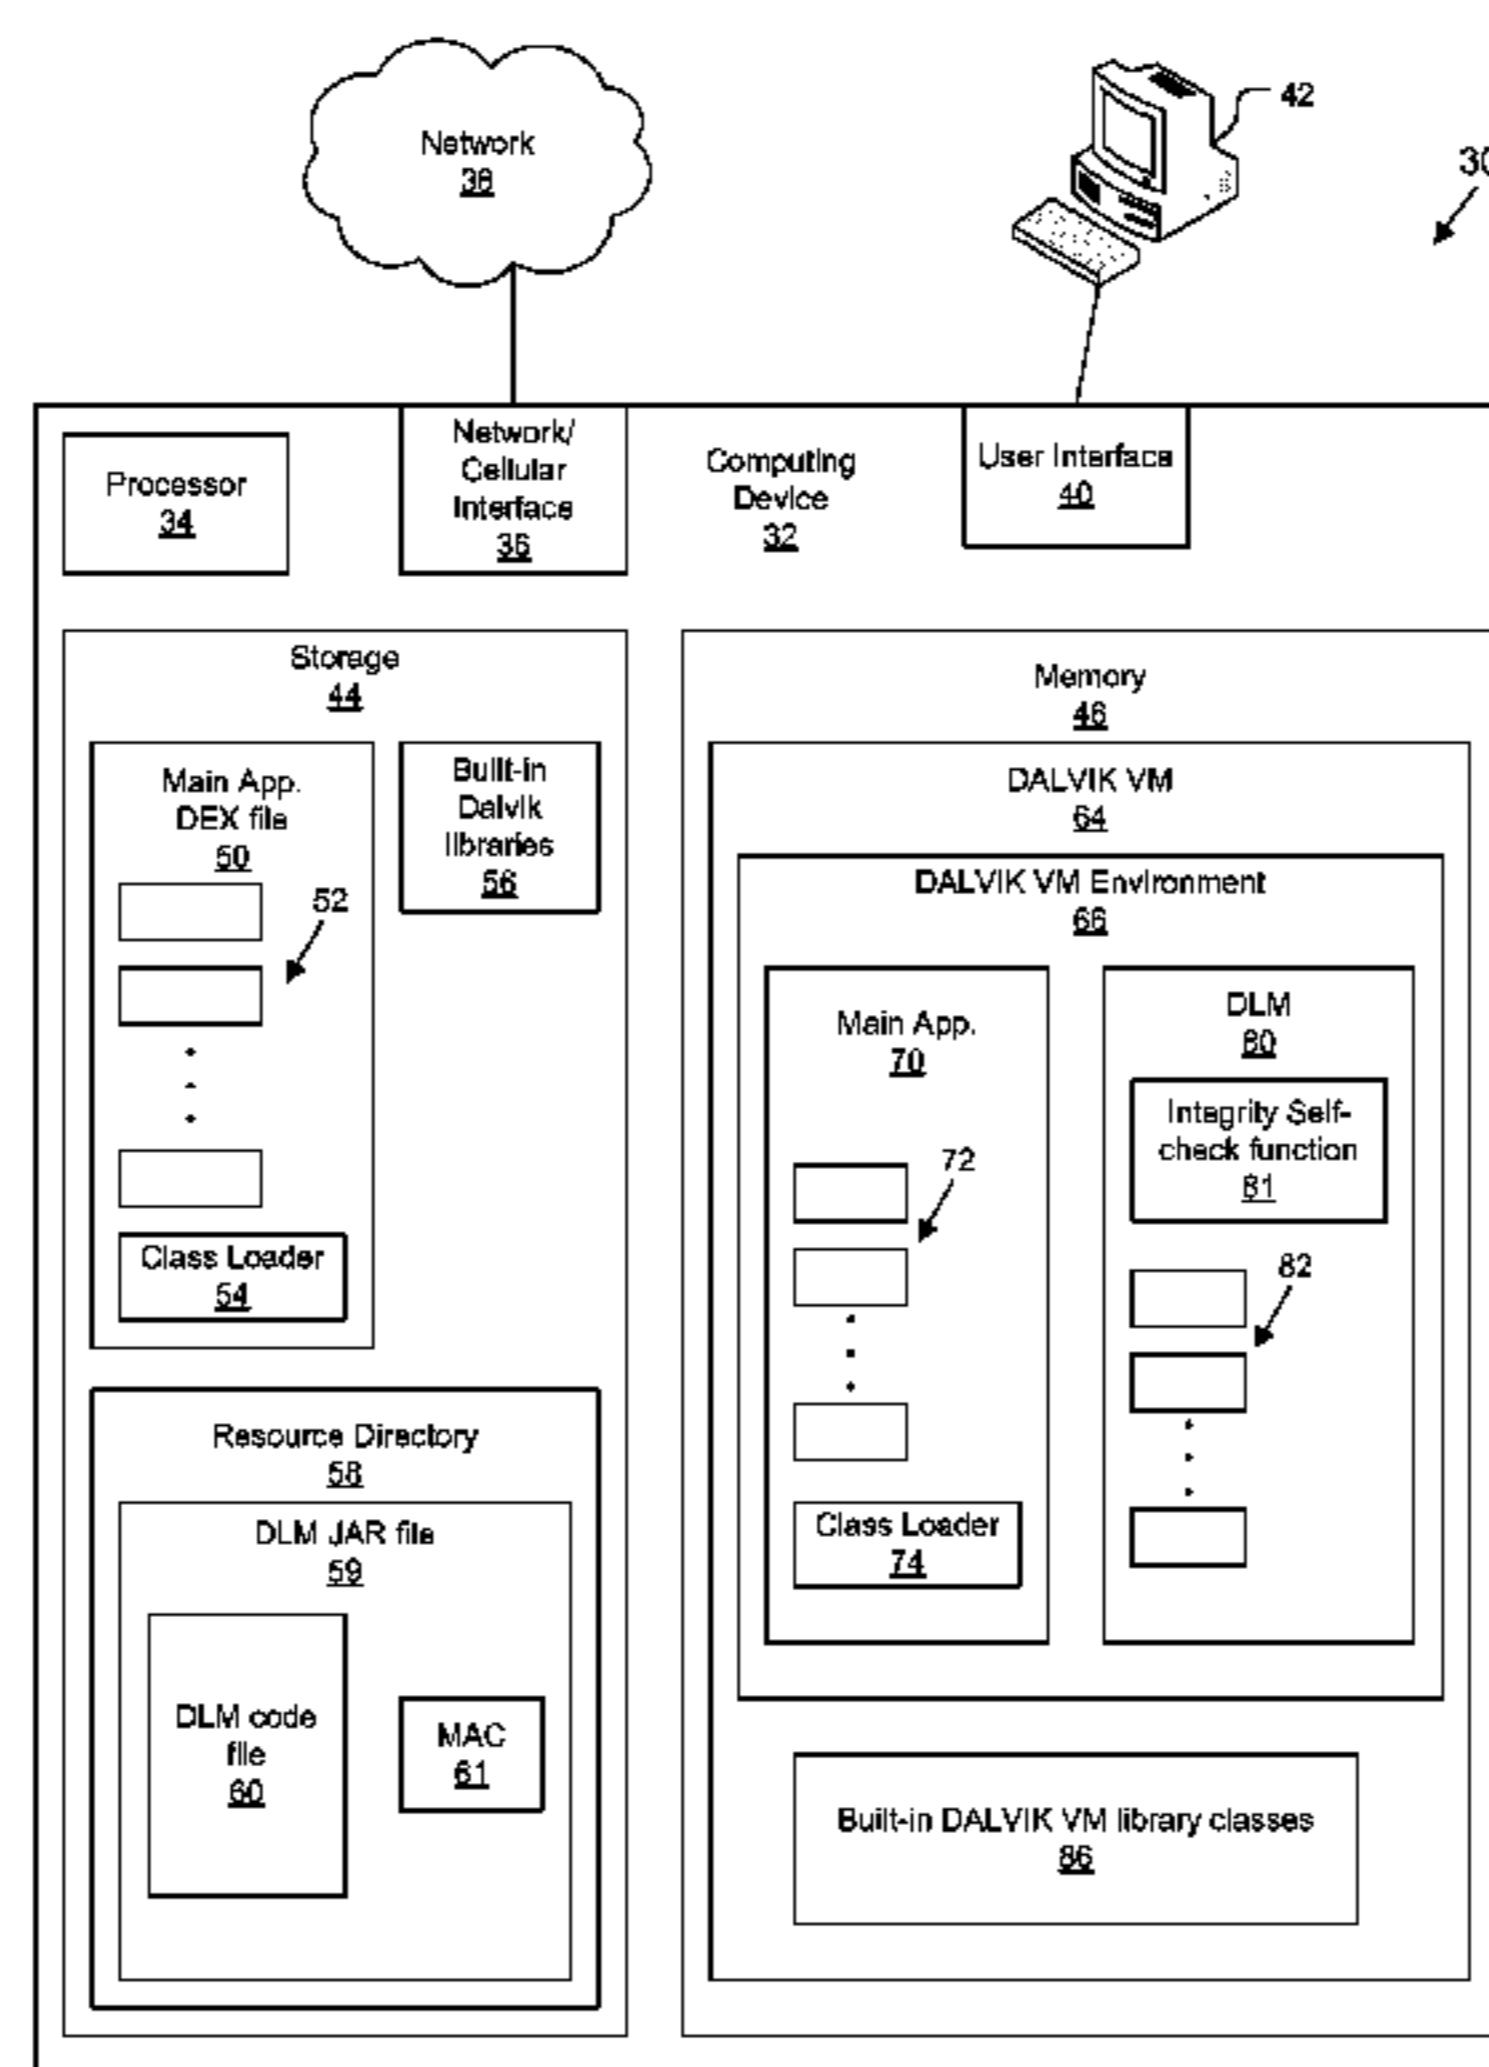 Network
38
42
30
Processor
34
Network/
Cellular
Interface
36
Computing
Device
32
User Interface
40
Storage
44
Main App.
DEX file
50
52
Class Loader
54
Built-in
Dalvik
libraries
56
Resource Directory
58
DLM JAR file
59
DLM code
file
60
MAC
61
Memory
46
DALVIK VM
64
DALVIK VM Environment
66
Main App.
70
72
Class Loader
74
DLM
80
Integrity Self-
check function
81
82
Built-in DALVIK VM library classes
86